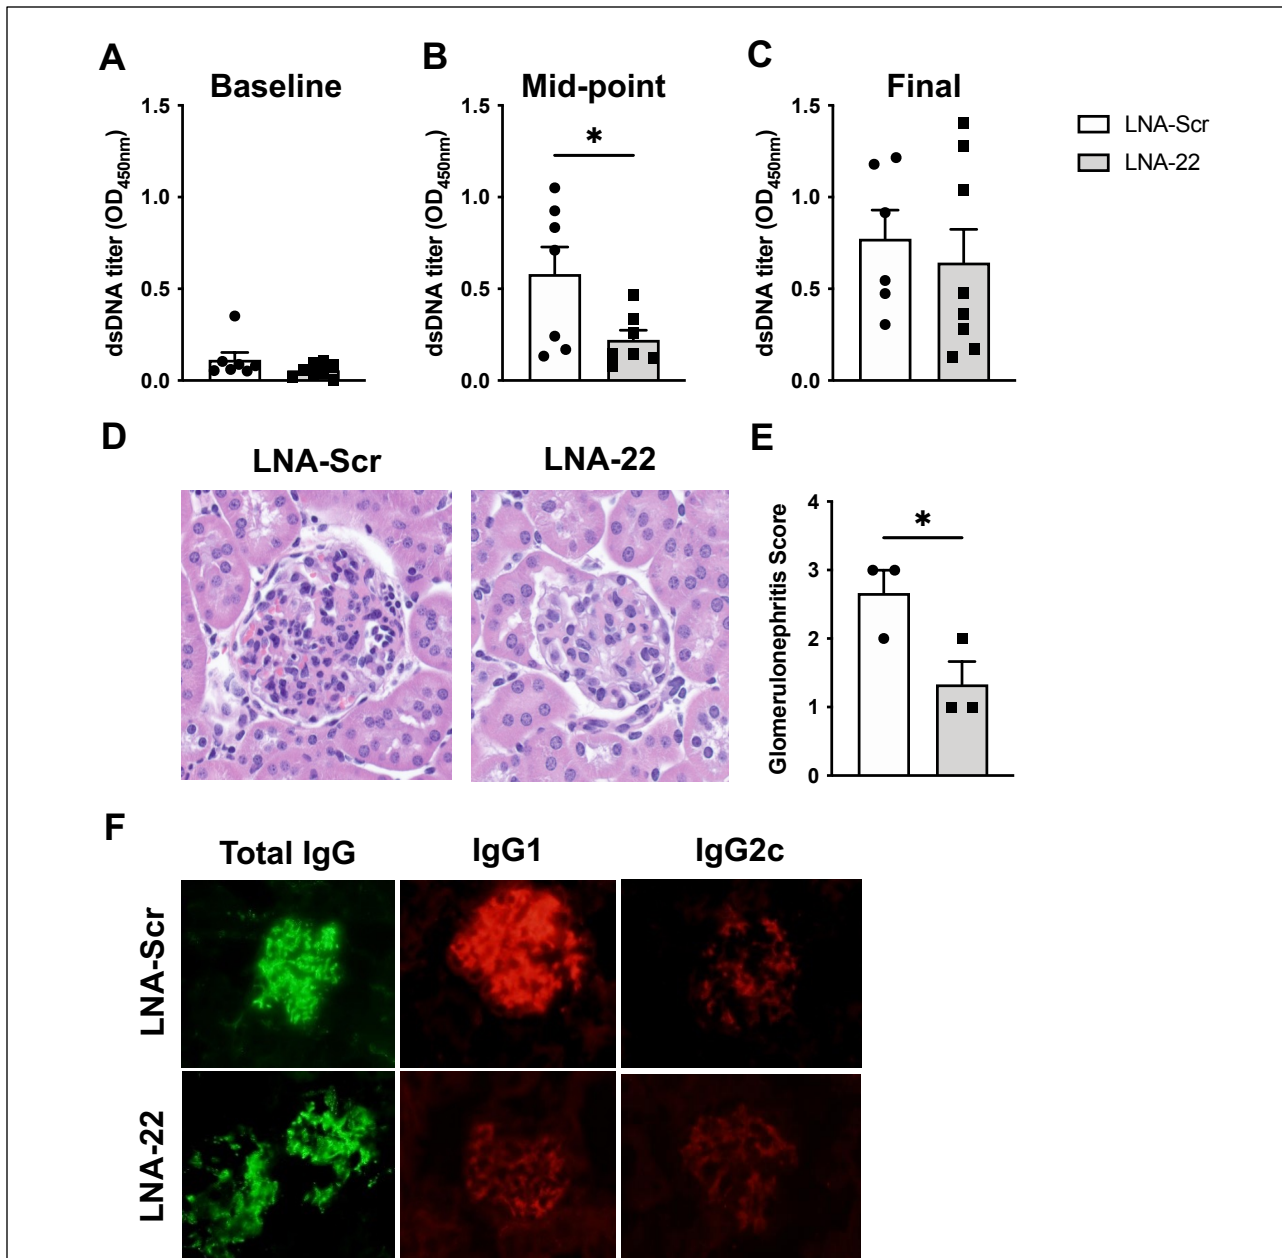 A
Baseline
dsDNA titer (OD450nm)
1.5
1.0
0.5
0.0
B
Mid-point
dsDNA titer (OD450nm)
1.5
1.0
0.5
0.0
*
C
Final
dsDNA titer (OD450nm)
1.5
1.0
0.5
0.0
LNA-Scr
LNA-22
D
LNA-Scr
LNA-22
E
Glomerulonephritis Score
4
3
2
1
0
*
F
Total IgG
IgG1
IgG2c
LNA-Scr
LNA-22